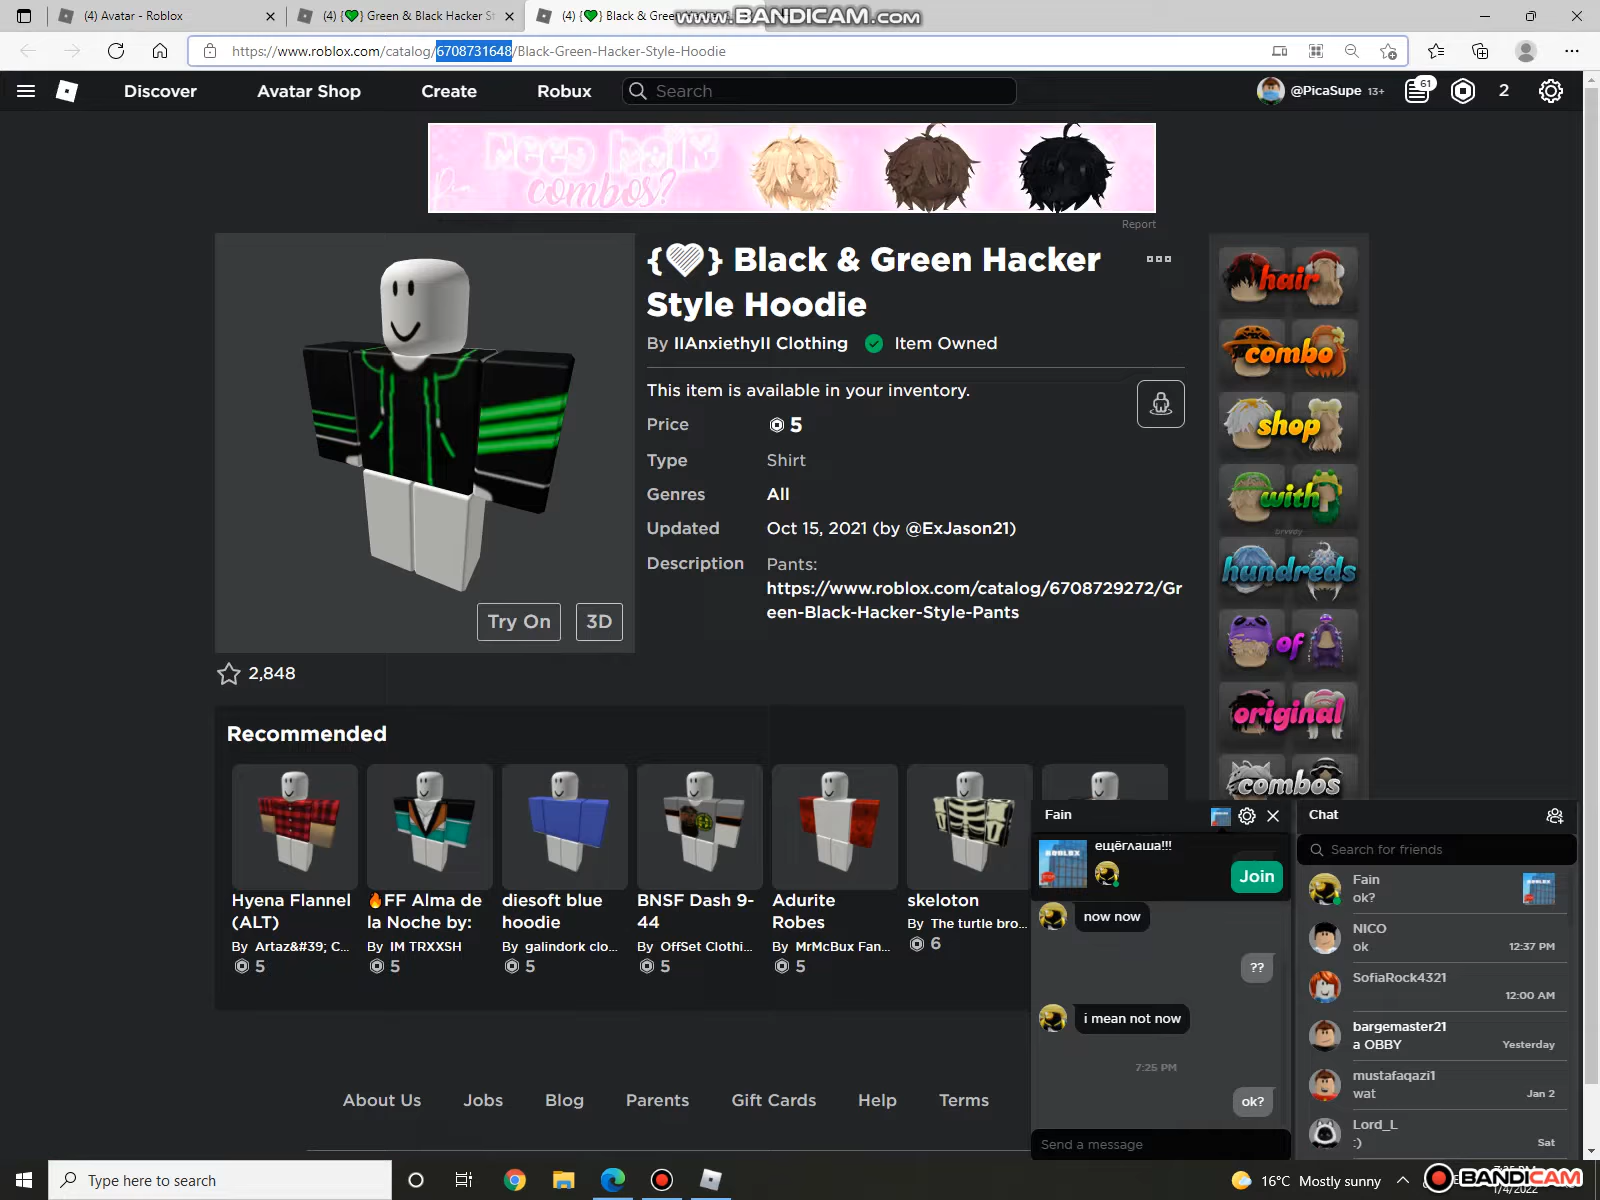 (4) Avatar - Roblox
(4) {💚} Green & Black Hacker St
(4) {💚} Black & Gree
www.BANDICAM.com
https://www.roblox.com/catalog/6708731648/Black-Green-Hacker-Style-Hoodie
Discover
Avatar Shop
Create
Robux
Search
@PicaSupe 13+
61
2
Need hair
combos?
Report
{🤍} Black & Green Hacker
Style Hoodie
By IIAnxiethyII Clothing
Item Owned
This item is available in your inventory.
Price
5
Type
Shirt
Genres
All
Updated
Oct 15, 2021 (by @ExJason21)
Description
Pants:
https://www.roblox.com/catalog/6708729272/Gr
een-Black-Hacker-Style-Pants
Try On
3D
2,848
hair
combo
shop
with
hundreds
of
original
combos
Recommended
Hyena Flannel
(ALT)
By Artaz&#39; C...
5
🔥FF Alma de
la Noche by:
By IM TRXXSH
5
diesoft blue
hoodie
By galindork clo...
5
BNSF Dash 9-
44
By OffSet Clothi...
5
Adurite
Robes
By MrMcBux Fan...
5
skeloton
By The turtle bro...
6
Fain
ROBLOX
ещёглаша!!!
Join
now now
??
i mean not now
7:25 PM
ok?
Send a message
Chat
Search for friends
Fain
ok?
NICO
ok
12:37 PM
SofiaRock4321
12:00 AM
bargemaster21
a OBBY
Yesterday
mustafaqazi1
wat
Jan 2
Lord_L
:)
Sat
About Us
Jobs
Blog
Parents
Gift Cards
Help
Terms
Type here to search
16°C Mostly sunny
BANDICAM
1/4/2022